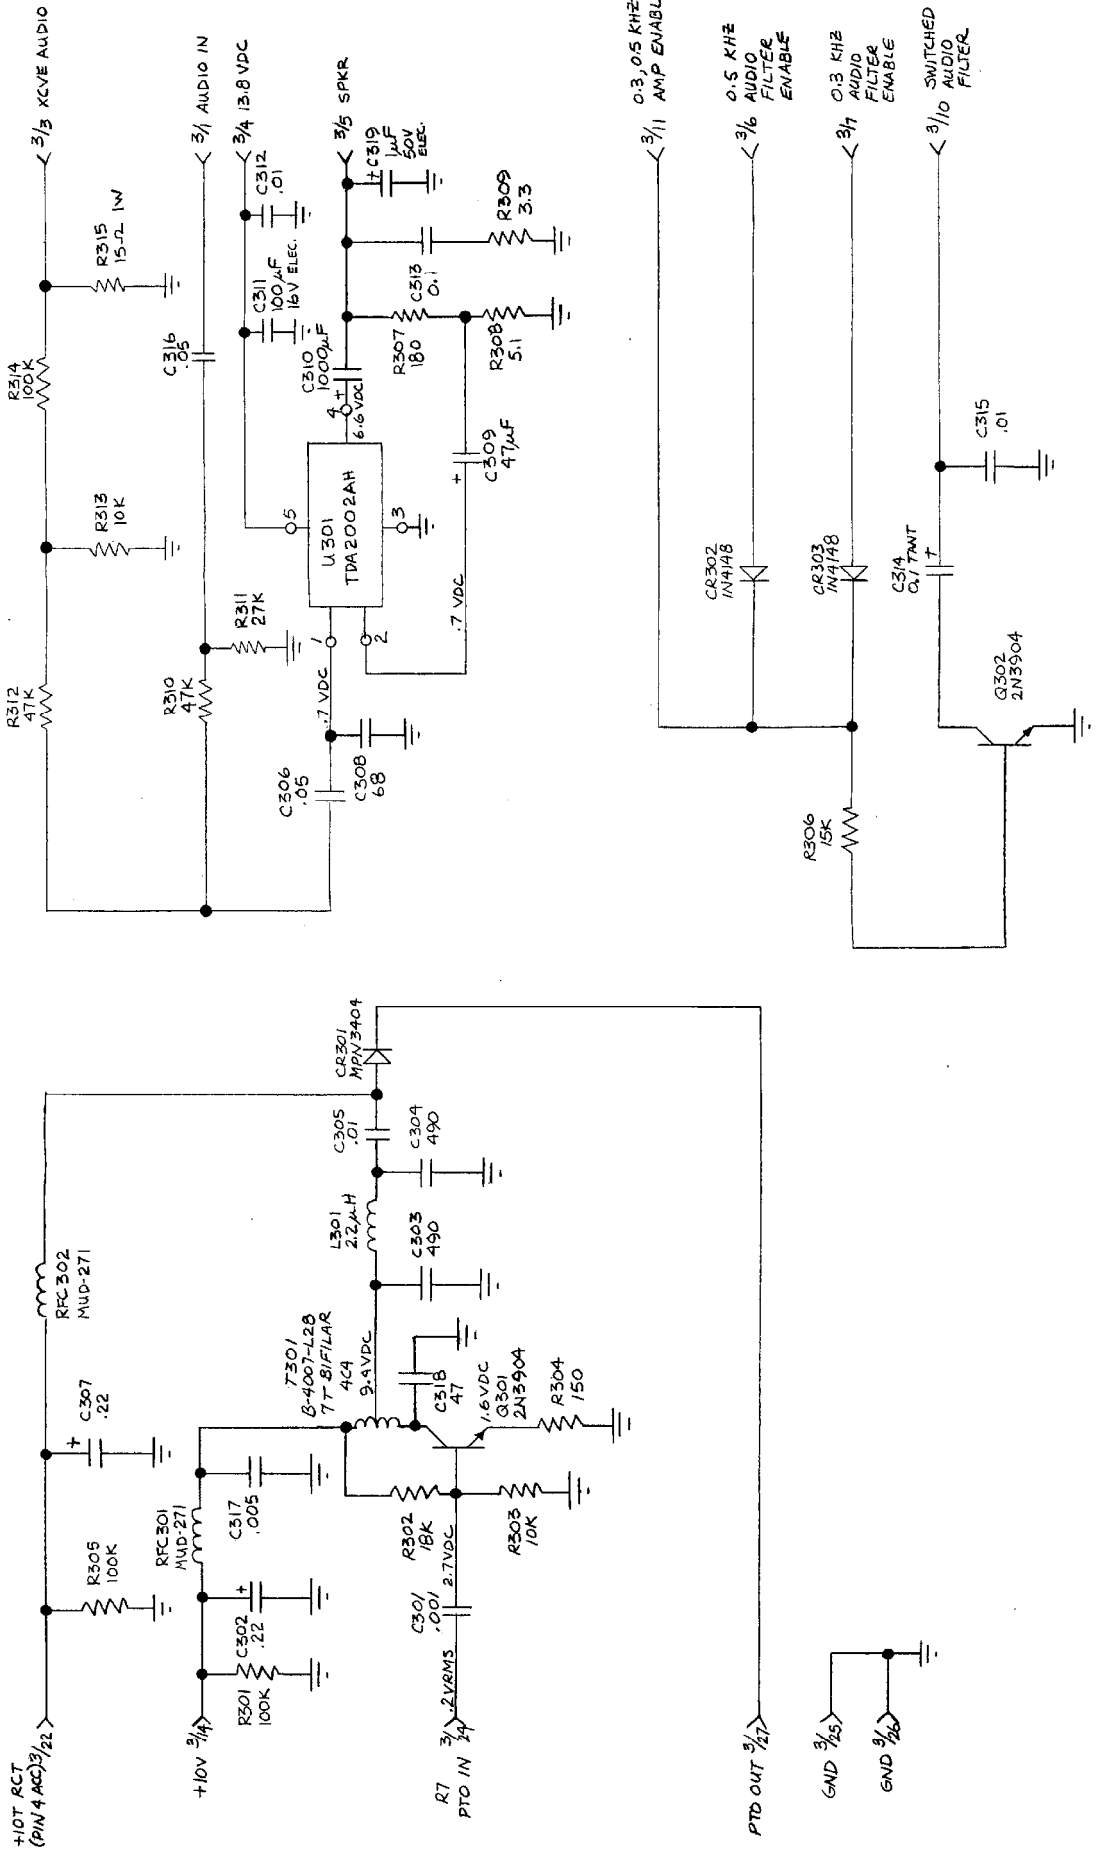 3/3 XCVE AUDIO
R315
15Ω 1W
R314
100K
R313
10K
R312
47K
3/1 AUDIO IN
C316
.05
R311
27K
R310
47K
3/4 13.8 VDC
C312
.01
C311
100µF
16V ELEC.
3/5 SPKR
+
C319
1µF
50V
ELEC.
R309
3.3
C313
0.1
R307
180
R308
5.1
C310
1000µF
+
4
6.6 VDC
5
U301
TDA2002AH
3
1
2
C309
47µF
+
.7 VDC
.7 VDC
C306
.05
C308
68
3/11 0.3, 0.5 KHZ
AMP ENABL
3/6 0.5 KHZ
AUDIO
FILTER
ENABLE
3/7 0.3 KHZ
AUDIO
FILTER
ENABLE
3/10 SWITCHED
AUDIO
FILTER
CR302
1N4148
CR303
1N4148
C314
0.1 TANT
+
C315
.01
R306
15K
Q302
2N3904
+10T RCT
(PIN 4 ACC) 3/22
R305
100K
C307
.22
+
RFC302
MUD-271
+10V 3/14
R301
100K
C302
.22
+
RFC301
MUD-271
C317
.005
T301
B-4007-L28
7T BIFILAR
4C4
9.4VDC
L301
2.2µH
C303
490
C304
490
C305
.01
CR301
MPN3404
C318
47
1.6 VDC
Q301
2N3904
R304
150
R302
18K
R303
10K
2.7VDC
C301
.001
.2VRMS
R7
PTO IN 3/24
PTO OUT 3/27
GND 3/25
GND 3/26